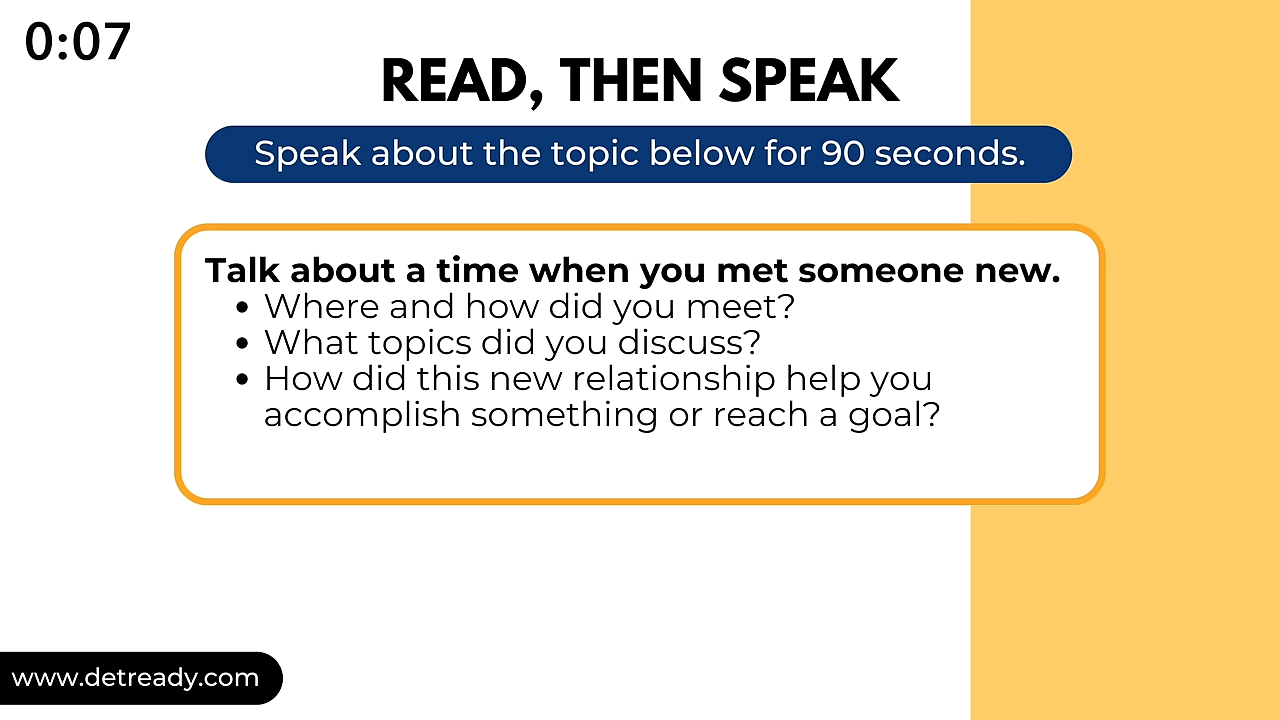 0:07
READ, THEN SPEAK
Speak about the topic below for 90 seconds.
Talk about a time when you met someone new.
• Where and how did you meet?
• What topics did you discuss?
• How did this new relationship help you
accomplish something or reach a goal?
www.detready.com